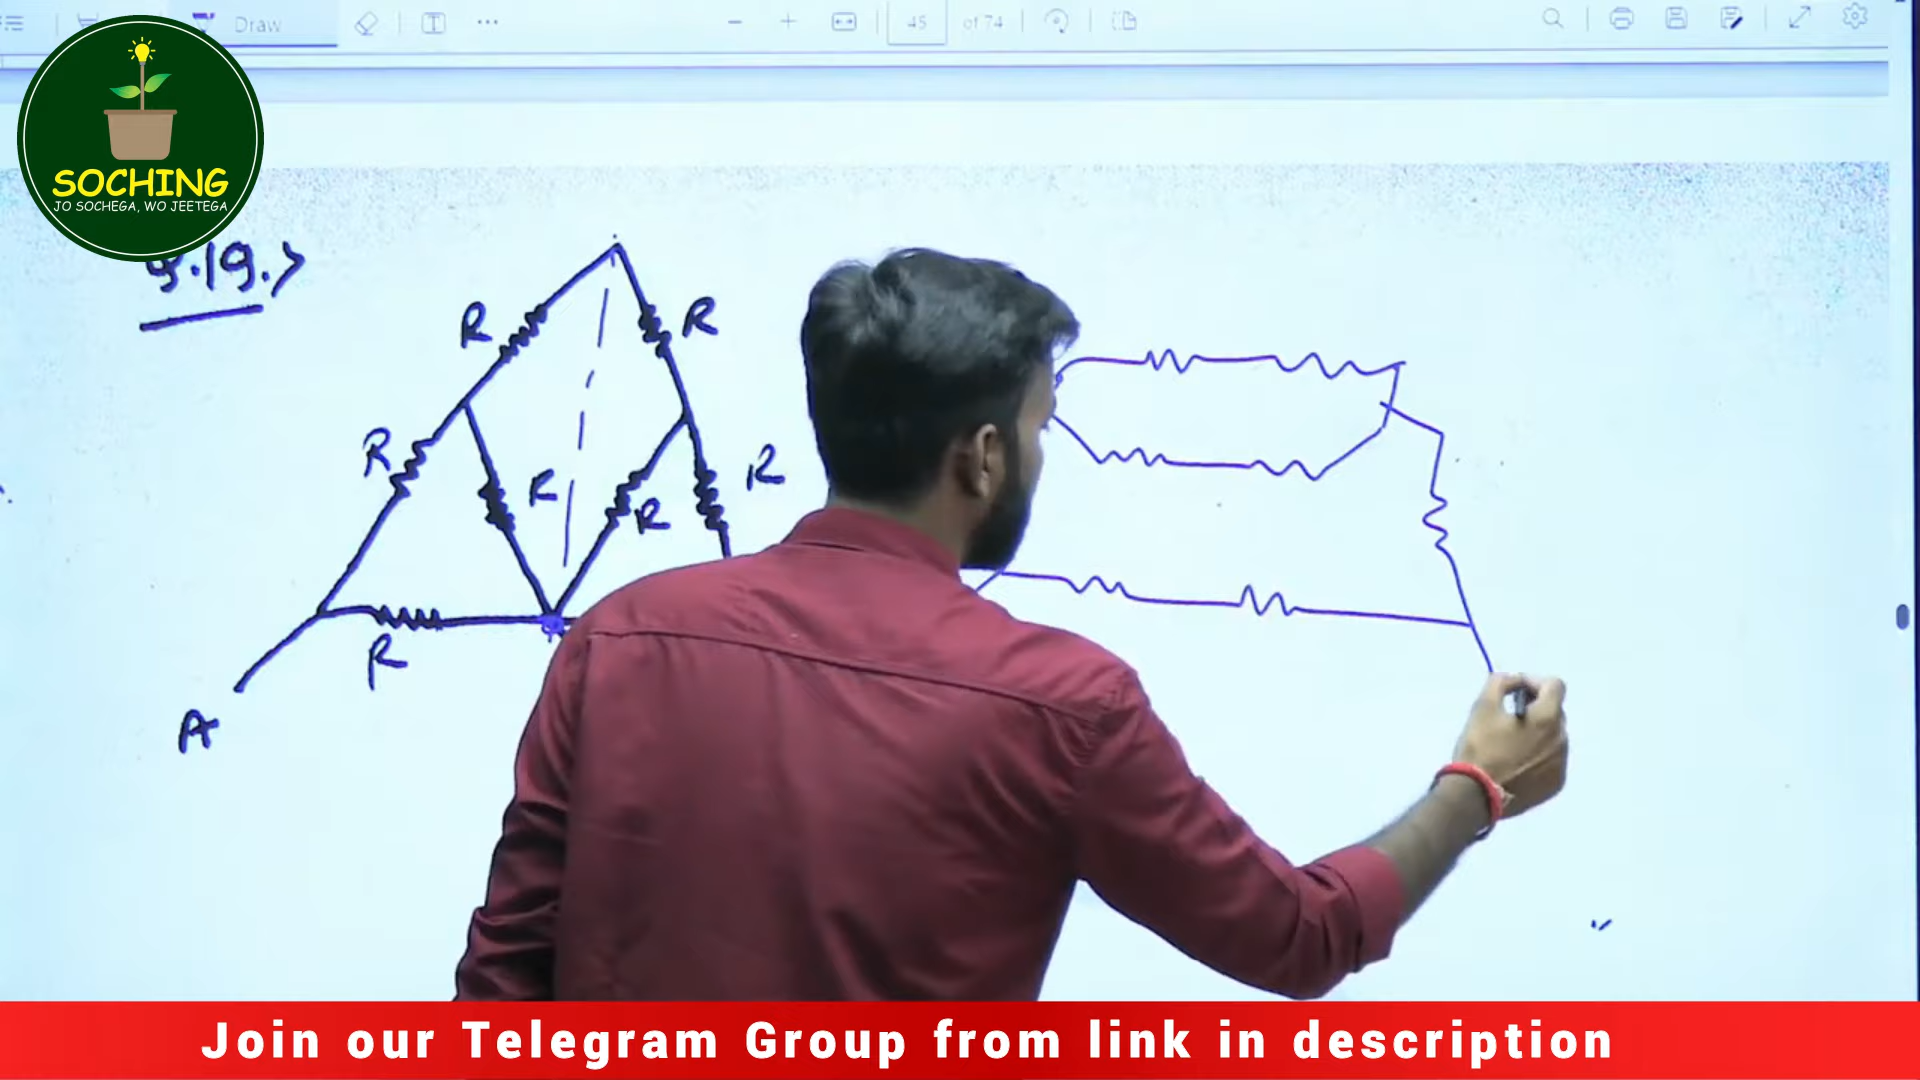 Draw
45 of 74
SOCHING
JO SOCHEGA, WO JEETEGA
Q.19.>
R
R
R
R
R
R
R
R
A
Join our Telegram Group from link in description